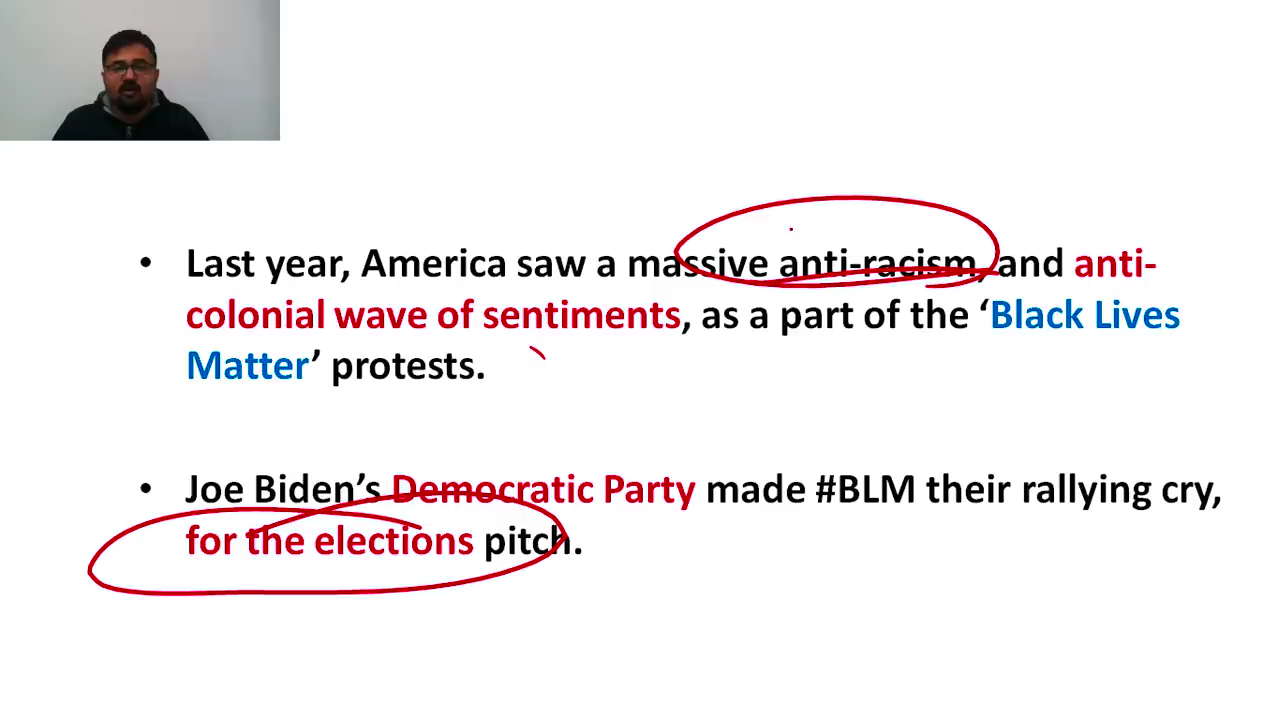 • Last year, America saw a massive anti-racism, and anti-
colonial wave of sentiments, as a part of the ‘Black Lives
Matter’ protests.
• Joe Biden’s Democratic Party made #BLM their rallying cry,
for the elections pitch.